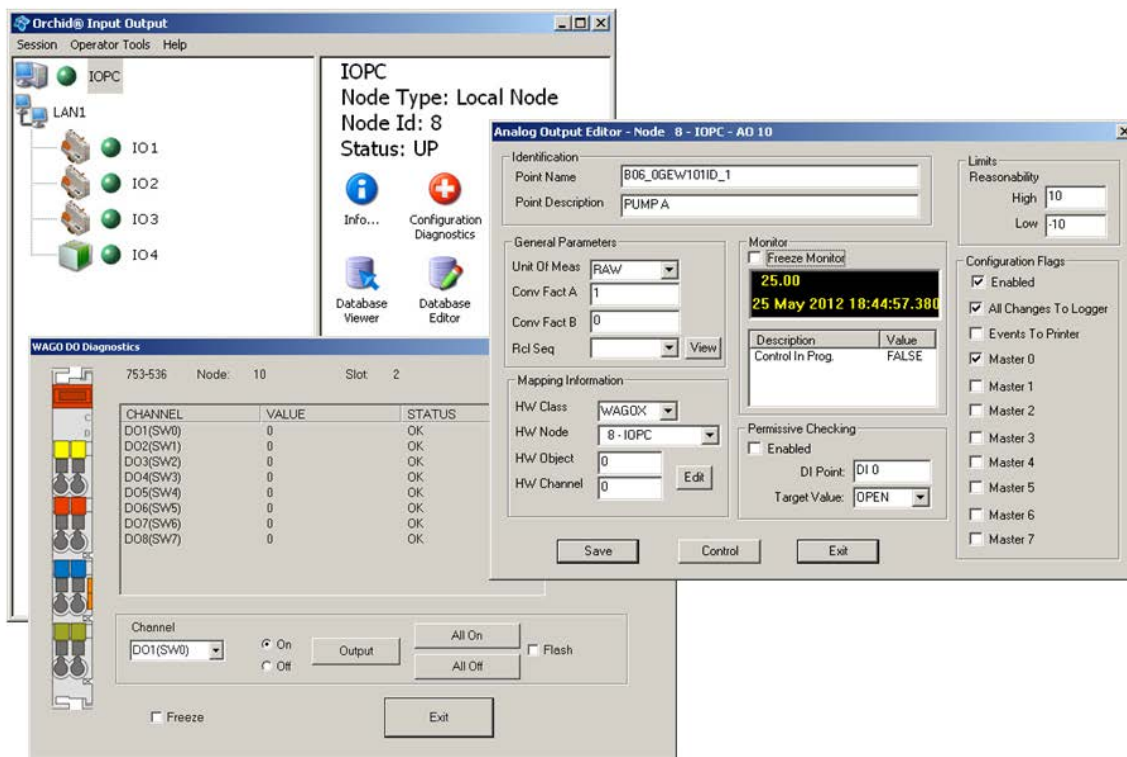 Orchid® Input Output
Session Operator Tools Help
IOPC
LAN1
IO1
IO2
IO3
IO4
IOPC
Node Type: Local Node
Node Id: 8
Status: UP
Info...
Configuration
Diagnostics
Database
Viewer
Database
Editor
WAGO DO Diagnostics
753-536 Node: 10 Slot: 2
C
D
CHANNEL VALUE STATUS
DO1(SW0) 0 OK
DO2(SW1) 0 OK
DO3(SW2) 0 OK
DO4(SW3) 0 OK
DO5(SW4) 0 OK
DO6(SW5) 0 OK
DO7(SW6) 0 OK
DO8(SW7) 0 OK
Channel
DO1(SW0)
On
Off
Output
All On
All Off
Flash
Freeze
Exit
Analog Output Editor - Node 8 - IOPC - AO 10
Identification
Point Name B06_0GEW101ID_1
Point Description PUMP A
General Parameters
Unit Of Meas RAW
Conv Fact A 1
Conv Fact B 0
Rcl Seq View
Mapping Information
HW Class WAGOX
HW Node 8 - IOPC
HW Object 0
HW Channel 0
Edit
Monitor
Freeze Monitor
25.00
25 May 2012 18:44:57.380
Description Value
Control In Prog. FALSE
Permissive Checking
Enabled
DI Point: DI 0
Target Value: OPEN
Limits
Reasonability
High 10
Low -10
Configuration Flags
Enabled
All Changes To Logger
Events To Printer
Master 0
Master 1
Master 2
Master 3
Master 4
Master 5
Master 6
Master 7
Save
Control
Exit